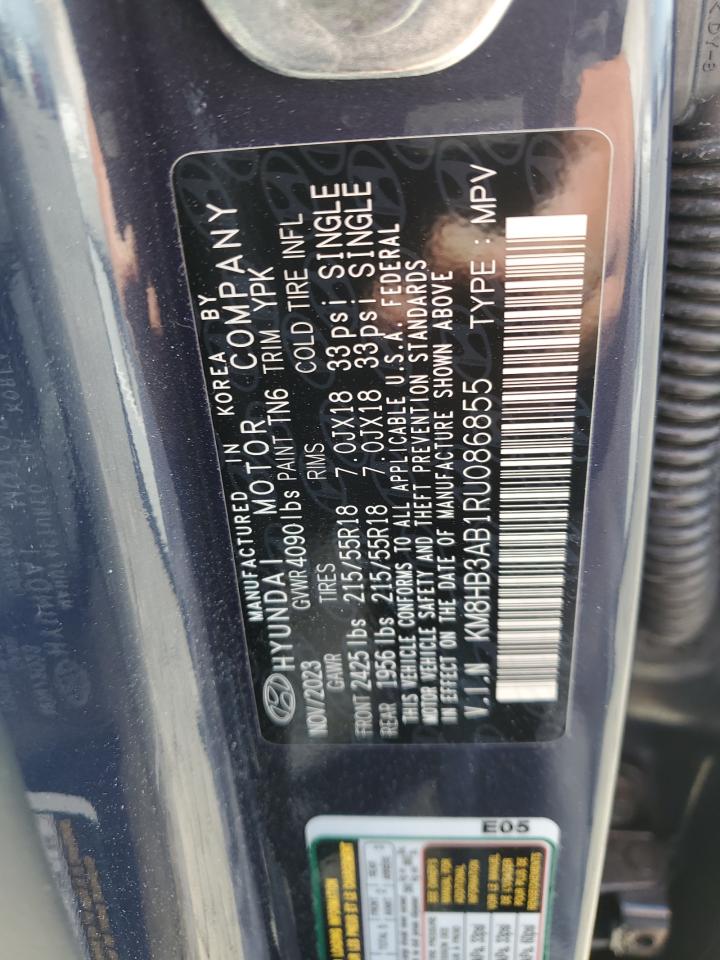 MANUFACTURED IN KOREA BY
HYUNDAI MOTOR COMPANY
NOV/2023 GVWR 4090 lbs PAINT TN6 TRIM YPK
GAWR TIRES RIMS COLD TIRE INFL
FRONT 2425 lbs 215/55R18 7.0JX18 33psi SINGLE
REAR 1956 lbs 215/55R18 7.0JX18 33psi SINGLE
THIS VEHICLE CONFORMS TO ALL APPLICABLE U.S.A. FEDERAL
MOTOR VEHICLE SAFETY AND THEFT PREVENTION STANDARDS
IN EFFECT ON THE DATE OF MANUFACTURE SHOWN ABOVE
V.I.N KM8HB3AB1RU086855 TYPE : MPV
E05